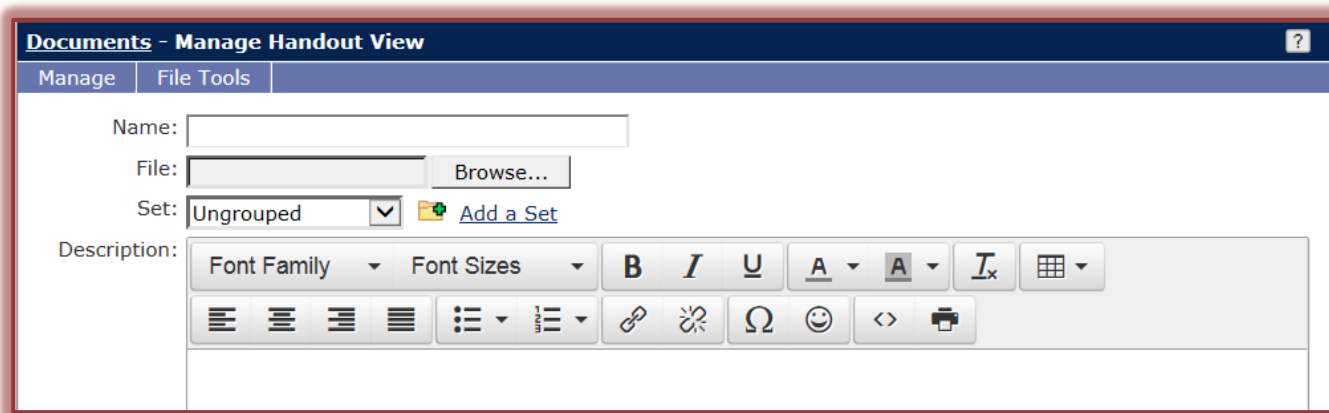 Documents - Manage Handout View ?
Manage File Tools
Name:
File: Browse...
Set: Ungrouped Add a Set
Description: Font Family Font Sizes B I U A A Tx
Ω <>